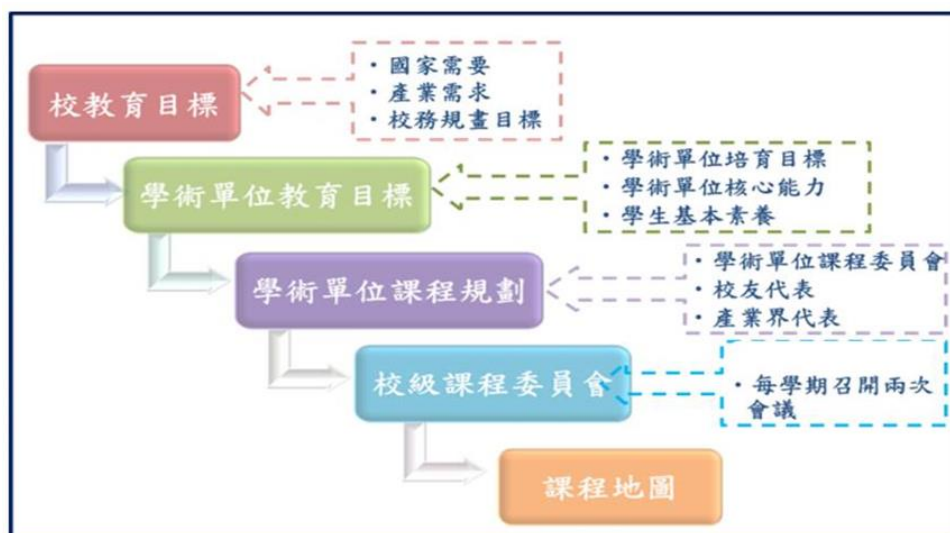 校教育目標
・國家需要
・產業需求
・校務規畫目標
學術單位教育目標
・學術單位培育目標
・學術單位核心能力
・學生基本素養
學術單位課程規劃
・學術單位課程委員會
・校友代表
・產業界代表
校級課程委員會
・每學期召開兩次
會議
課程地圖